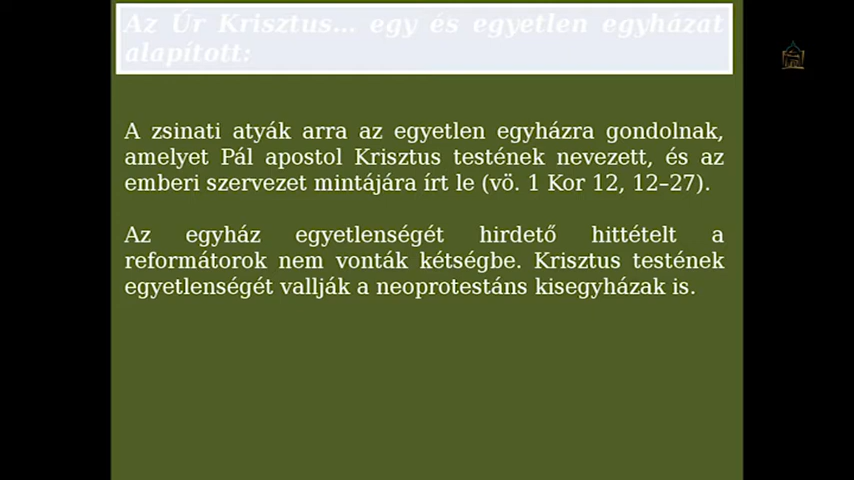 Az Úr Krisztus... egy és egyetlen egyházat
alapított:
A zsinati atyák arra az egyetlen egyházra gondolnak,
amelyet Pál apostol Krisztus testének nevezett, és az
emberi szervezet mintájára írt le (vö. 1 Kor 12, 12–27).
Az egyház egyetlenségét hirdető hittételt a
reformátorok nem vonták kétségbe. Krisztus testének
egyetlenségét vallják a neoprotestáns kisegyházak is.